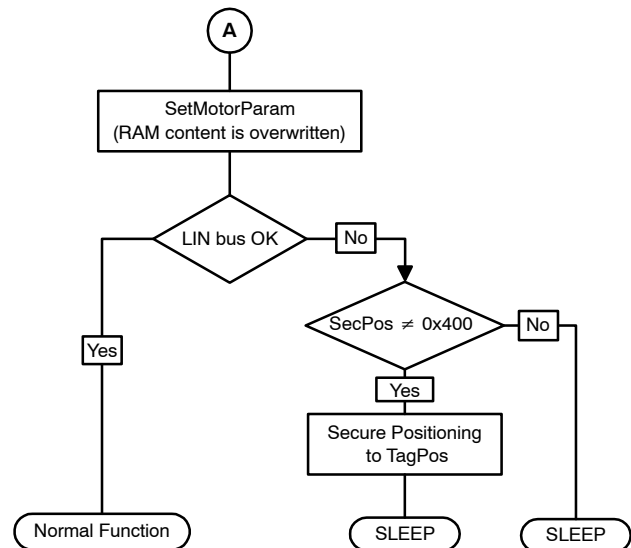 A
SetMotorParam
(RAM content is overwritten)
LIN bus OK
No
SecPos ≠ 0x400
No
Yes
Yes
Secure Positioning
to TagPos
Normal Function
SLEEP
SLEEP